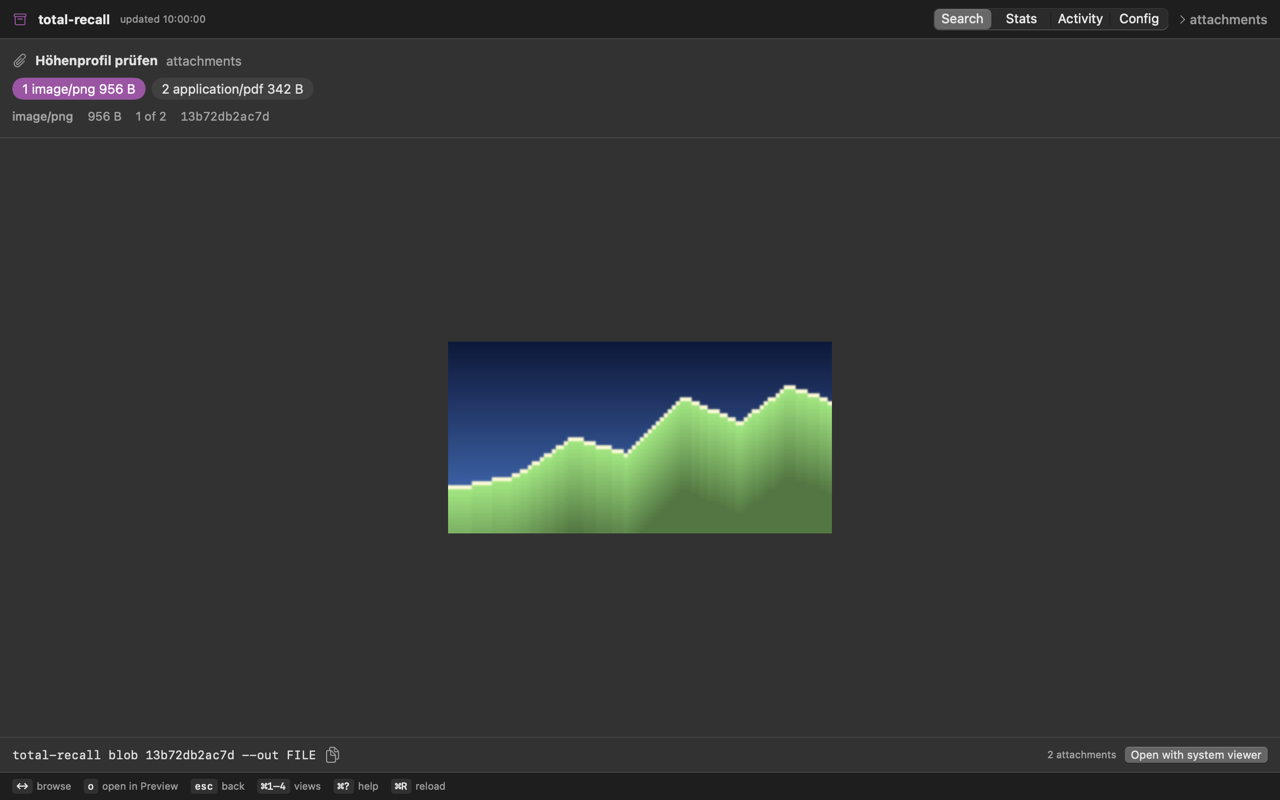 total-recall updated 10:00:00 Search Stats Activity Config > attachments
Höhenprofil prüfen attachments
1 image/png 956 B 2 application/pdf 342 B
image/png 956 B 1 of 2 13b72db2ac7d
total-recall blob 13b72db2ac7d --out FILE 2 attachments Open with system viewer
↔ browse o open in Preview esc back ⌘1–4 views ⌘? help ⌘R reload